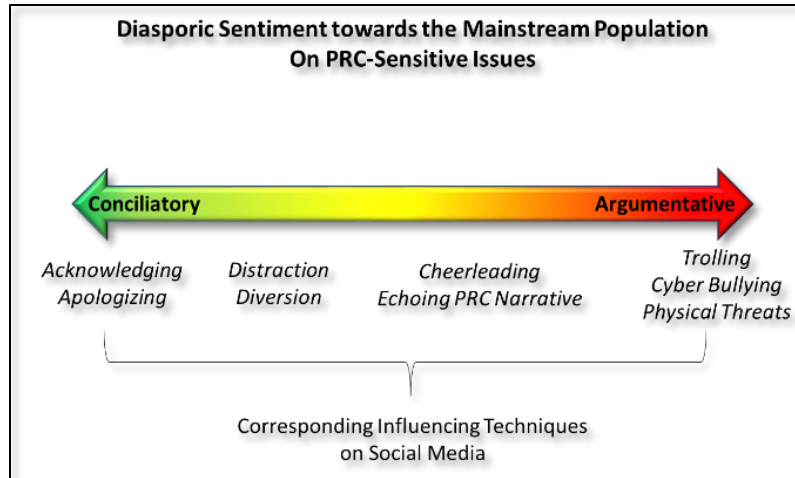 Diasporic Sentiment towards the Mainstream Population
On PRC-Sensitive Issues
Conciliatory
Argumentative
Acknowledging
Apologizing
Distraction
Diversion
Cheerleading
Echoing PRC Narrative
Trolling
Cyber Bullying
Physical Threats
Corresponding Influencing Techniques
on Social Media